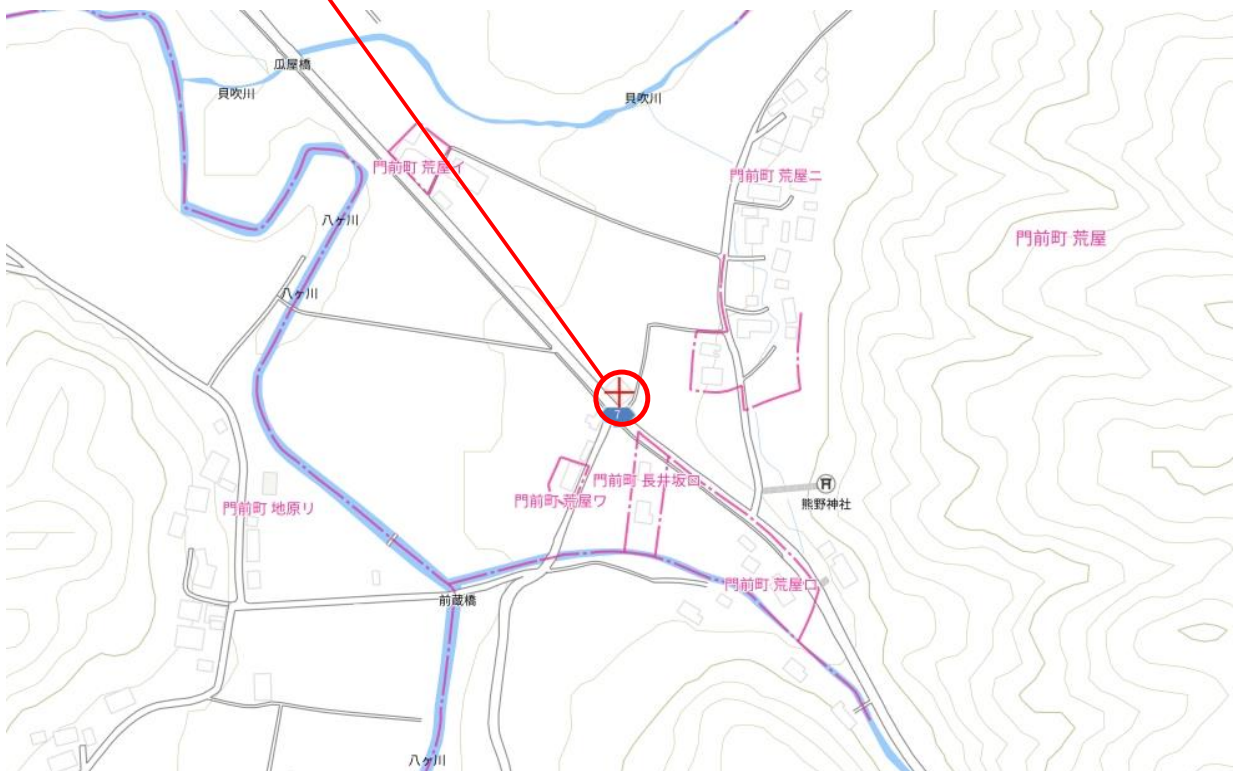 瓜屋橋
貝吹川
貝吹川
門前町 荒屋イ
門前町 荒屋ニ
八ヶ川
門前町 荒屋
八ヶ川
7
門前町 長井坂ロ
門前町 荒屋ワ
熊野神社
門前町 地原リ
門前町 荒屋ロ
前蔵橋
八ヶ川